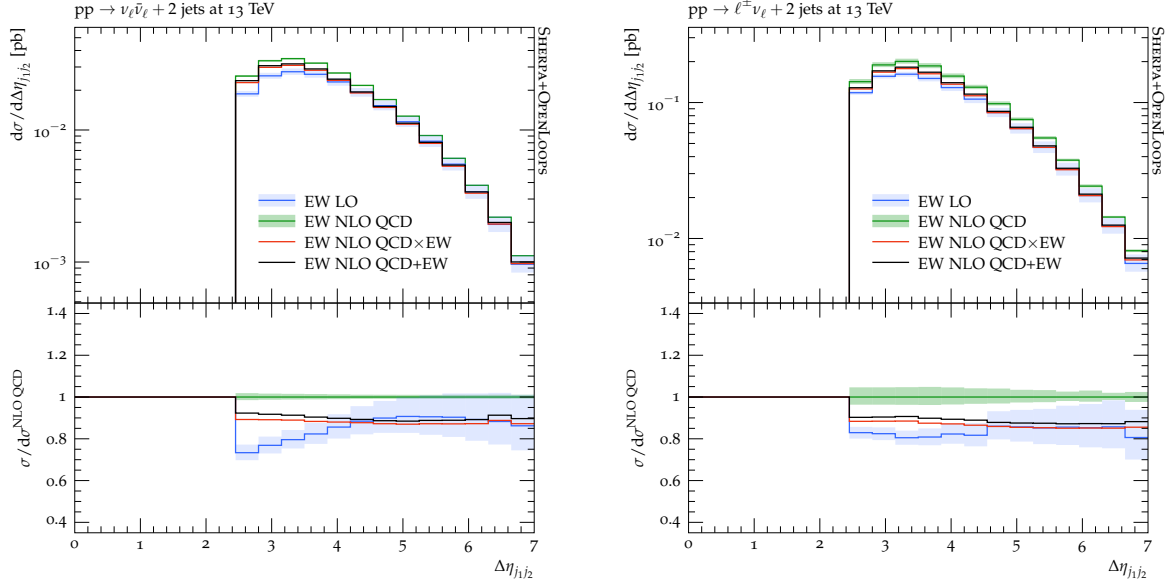 pp → ν_ℓ ν̄_ℓ + 2 jets at 13 TeV
SHERPA+OPENLOOPS
dσ/dΔη_{j1j2} [pb]
10^{−2}
10^{−3}
EW LO
EW NLO QCD
EW NLO QCD×EW
EW NLO QCD+EW
σ/dσ^{NLO QCD}
1.4
1.2
1
0.8
0.6
0.4
0 1 2 3 4 5 6 7
Δη_{j1j2}
pp → ℓ^± ν_ℓ + 2 jets at 13 TeV
SHERPA+OPENLOOPS
dσ/dΔη_{j1j2} [pb]
10^{−1}
10^{−2}
EW LO
EW NLO QCD
EW NLO QCD×EW
EW NLO QCD+EW
σ/dσ^{NLO QCD}
1.4
1.2
1
0.8
0.6
0.4
0 1 2 3 4 5 6 7
Δη_{j1j2}